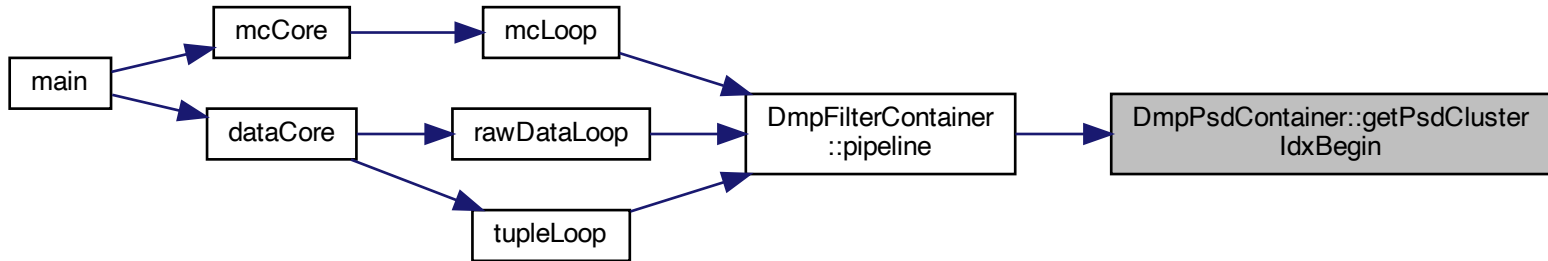 main
mcCore
dataCore
mcLoop
rawDataLoop
tupleLoop
DmpFilterContainer
::pipeline
DmpPsdContainer::getPsdCluster
IdxBegin